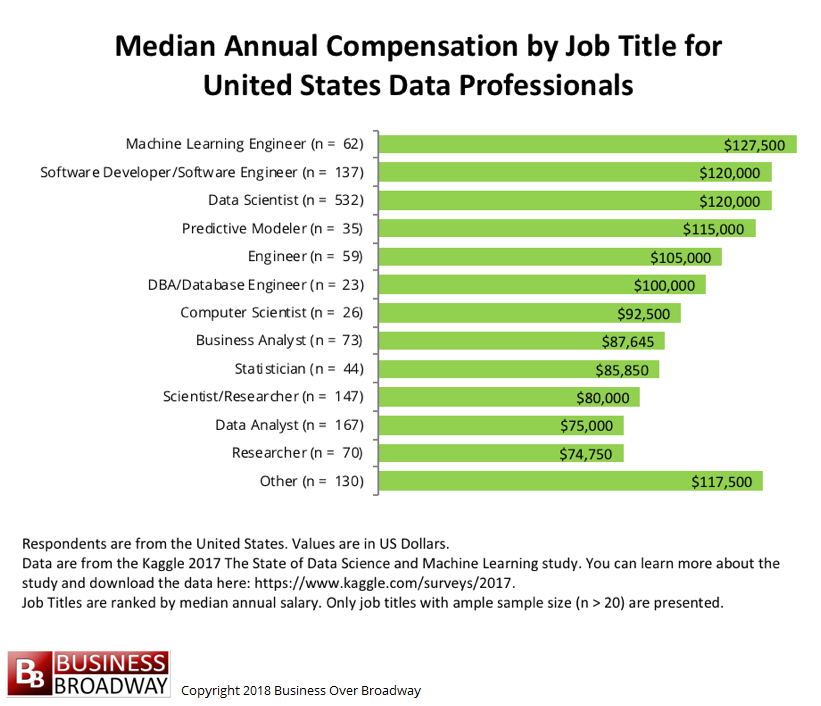 Median Annual Compensation by Job Title for
United States Data Professionals
Machine Learning Engineer (n = 62) $127,500
Software Developer/Software Engineer (n = 137) $120,000
Data Scientist (n = 532) $120,000
Predictive Modeler (n = 35) $115,000
Engineer (n = 59) $105,000
DBA/Database Engineer (n = 23) $100,000
Computer Scientist (n = 26) $92,500
Business Analyst (n = 73) $87,645
Statistician (n = 44) $85,850
Scientist/Researcher (n = 147) $80,000
Data Analyst (n = 167) $75,000
Researcher (n = 70) $74,750
Other (n = 130) $117,500
Respondents are from the United States. Values are in US Dollars.
Data are from the Kaggle 2017 The State of Data Science and Machine Learning study. You can learn more about the
study and download the data here: https://www.kaggle.com/surveys/2017.
Job Titles are ranked by median annual salary. Only job titles with ample sample size (n > 20) are presented.
BB BUSINESS
BROADWAY Copyright 2018 Business Over Broadway